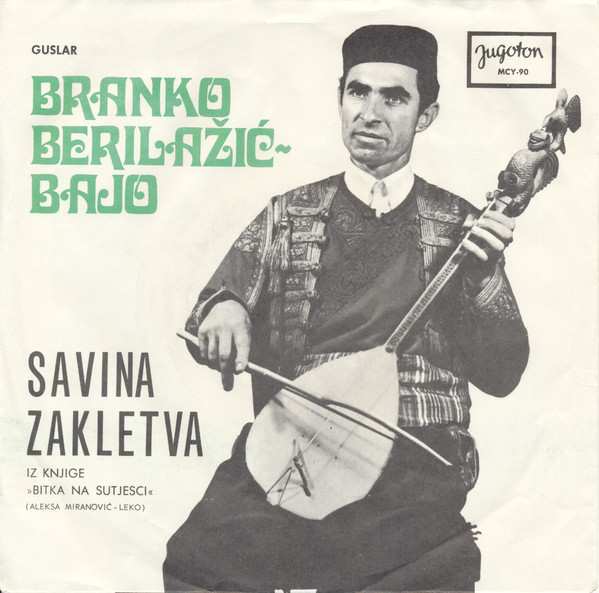 GUSLAR
BRANKO
BERILAŽIĆ-
BAJO
Jugoton
MCY-90
SAVINA
ZAKLETVA
IZ KNJIGE
»BITKA NA SUTJESCI«
(ALEKSA MIRANOVIĆ-LEKO)